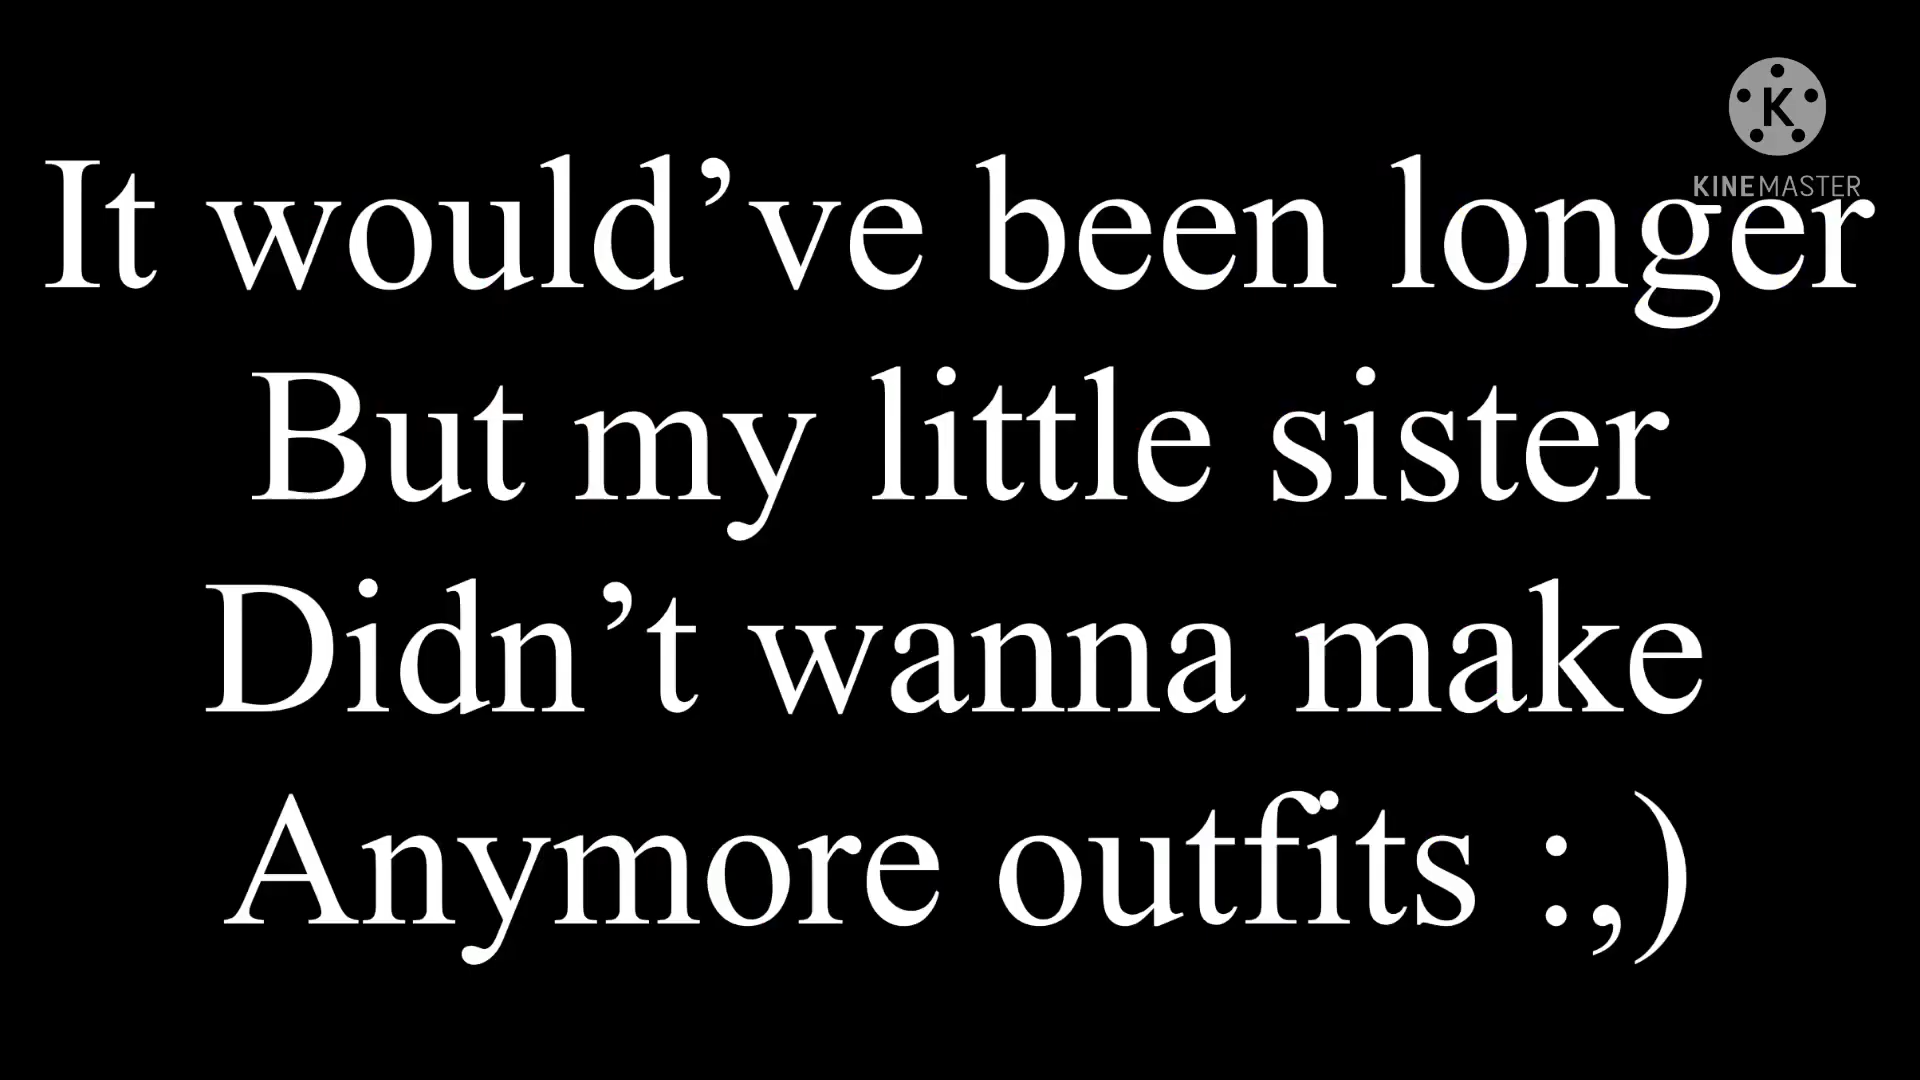 K
KINEMASTER
It would’ve been longer
But my little sister
Didn’t wanna make
Anymore outfits :,)